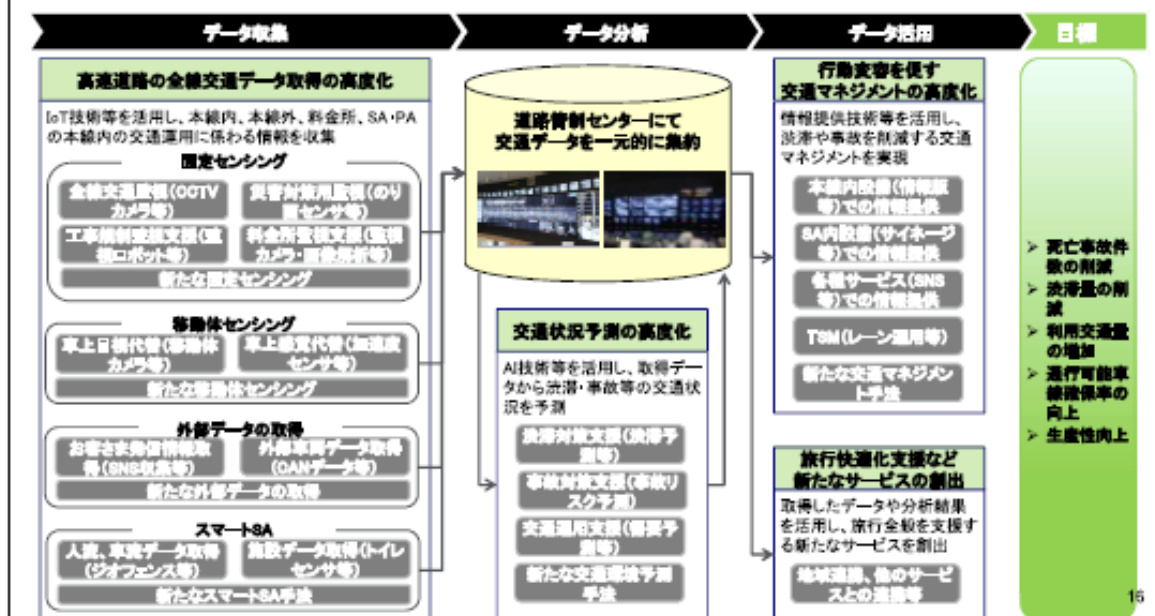 データ収集
データ分析
データ活用
目標
高速道路の全線交通データ取得の高度化
IoT技術等を活用し、本線内、本線外、料金所、SA・PA
の本線内の交通運用に係わる情報を収集
固定センシング
全線交通監視(CCTV
カメラ等)
災害対策用監視(のり
面センサ等)
工事規制監視支援(監
視ロボット等)
料金所監視支援(監視
カメラ・画像解析等)
新たな固定センシング
移動体センシング
車上目視代替(移動体
カメラ等)
車上感覚代替(加速度
センサ等)
新たな移動体センシング
外部データの取得
お客さま発信情報取
得(SNS収集等)
外部車両データ取得
(CANデータ等)
新たな外部データの取得
スマートSA
人流、車流データ取得
(ジオフェンス等)
施設データ取得(トイレ
センサ等)
新たなスマートSA手法
道路管制センターにて
交通データを一元的に集約
交通状況予測の高度化
AI技術等を活用し、取得デー
タから渋滞・事故等の交通状
況を予測
渋滞対策支援(渋滞予
測等)
事故対策支援(事故リ
スク予測)
交通運用支援(需要予
測等)
新たな交通環境予測
手法
行動変容を促す
交通マネジメントの高度化
情報提供技術等を活用し、
渋滞や事故を削減する交通
マネジメントを実現
本線内設備(情報板
等)での情報提供
SA内設備(サイネージ
等)での情報提供
各種サービス(SNS
等)での情報提供
TSM(レーン運用等)
新たな交通マネジメン
ト手法
旅行快適化支援など
新たなサービスの創出
取得したデータや分析結果
を活用し、旅行全般を支援す
る新たなサービスを創出
地域連携、他のサービ
スとの連携等
➢ 死亡事故件
数の削減
➢ 渋滞量の削
減
➢ 利用交通量
の増加
➢ 通行可能車
線確保率の
向上
➢ 生産性向上
16